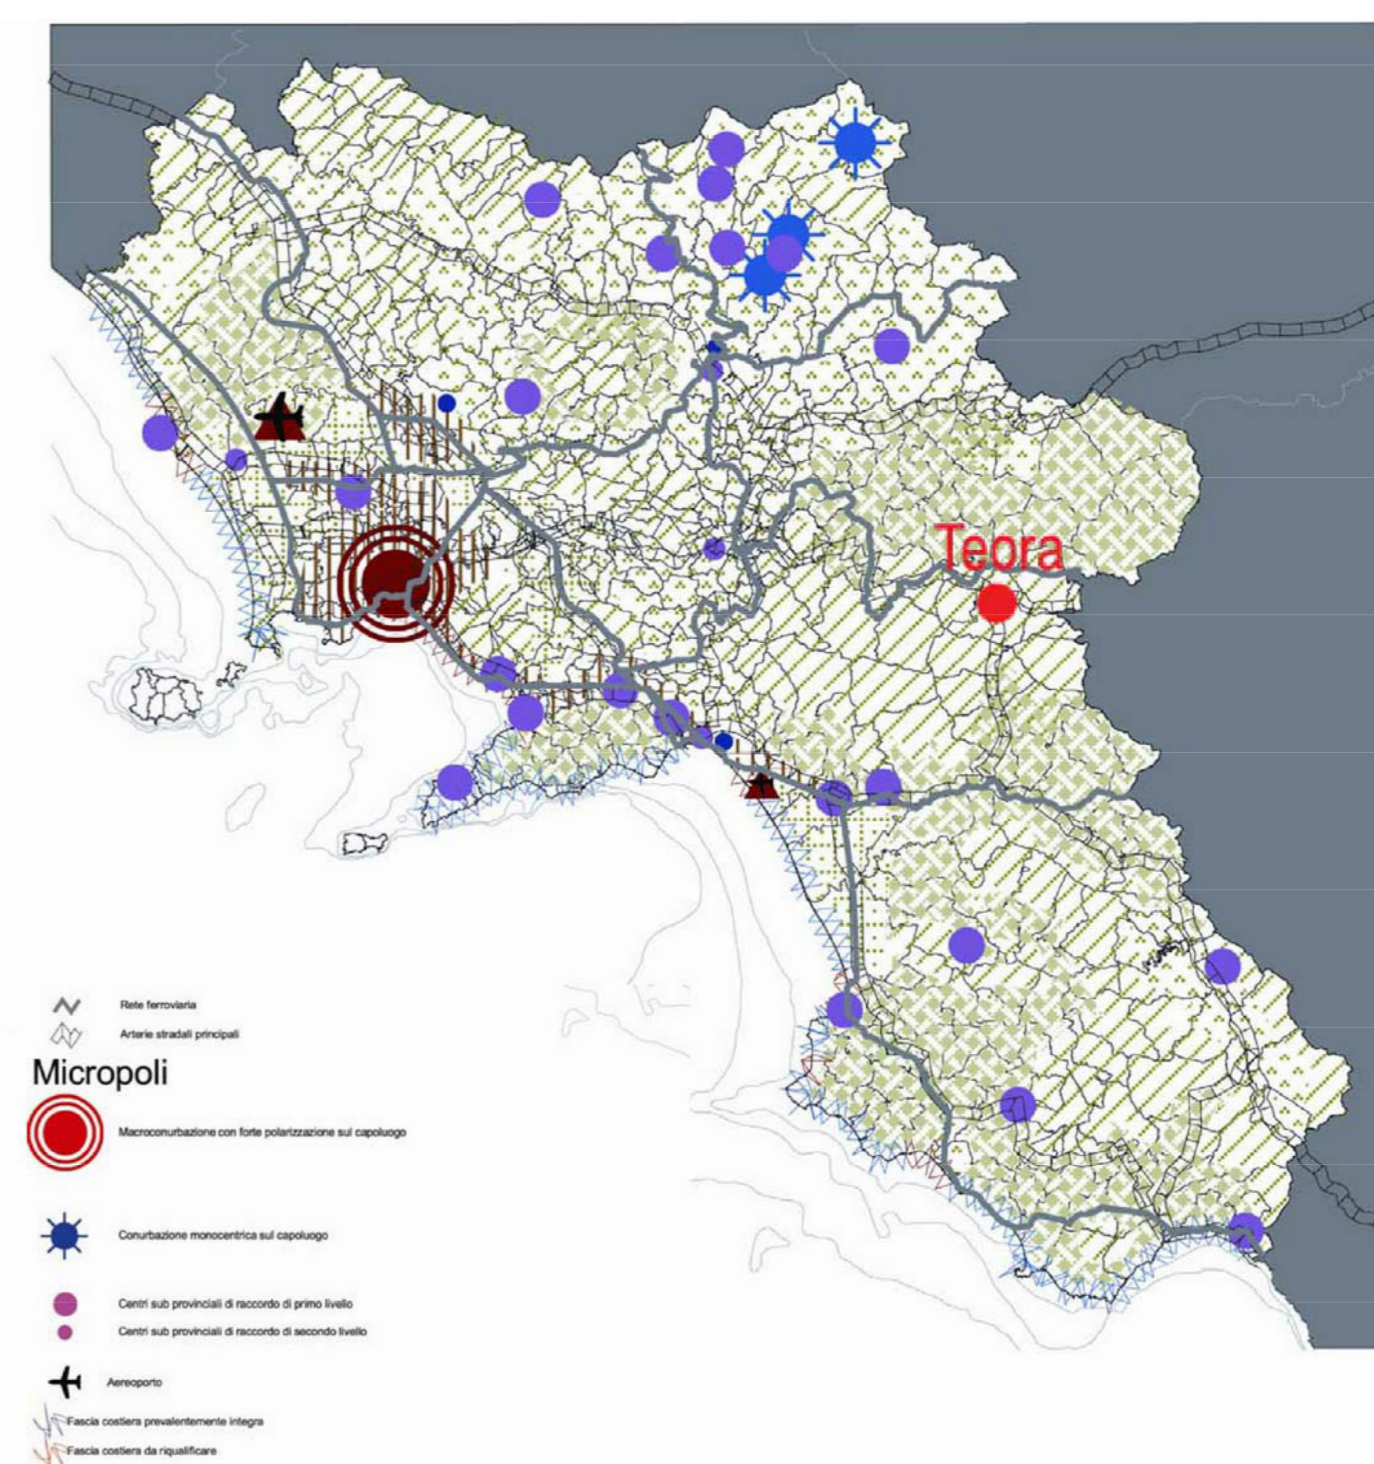 Teora
Rete ferroviaria
Arterie stradali principali
Micropoli
Macroconurbazione con forte polarizzazione sul capoluogo
Conurbazione monocentrica sul capoluogo
Centri sub provinciali di raccordo di primo livello
Centri sub provinciali di raccordo di secondo livello
Aereoporto
Fascia costiera prevalentemente integra
Fascia costiera da riqualificare